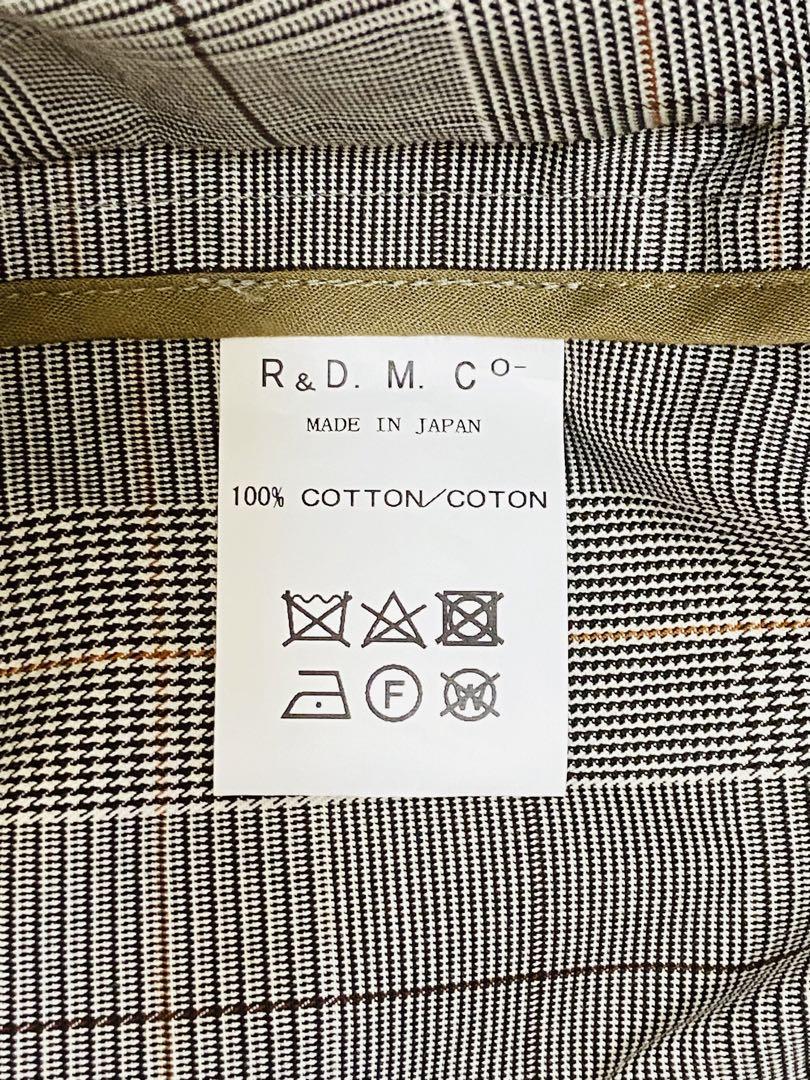 R & D. M. Co-
MADE IN JAPAN
100% COTTON/COTON
F W